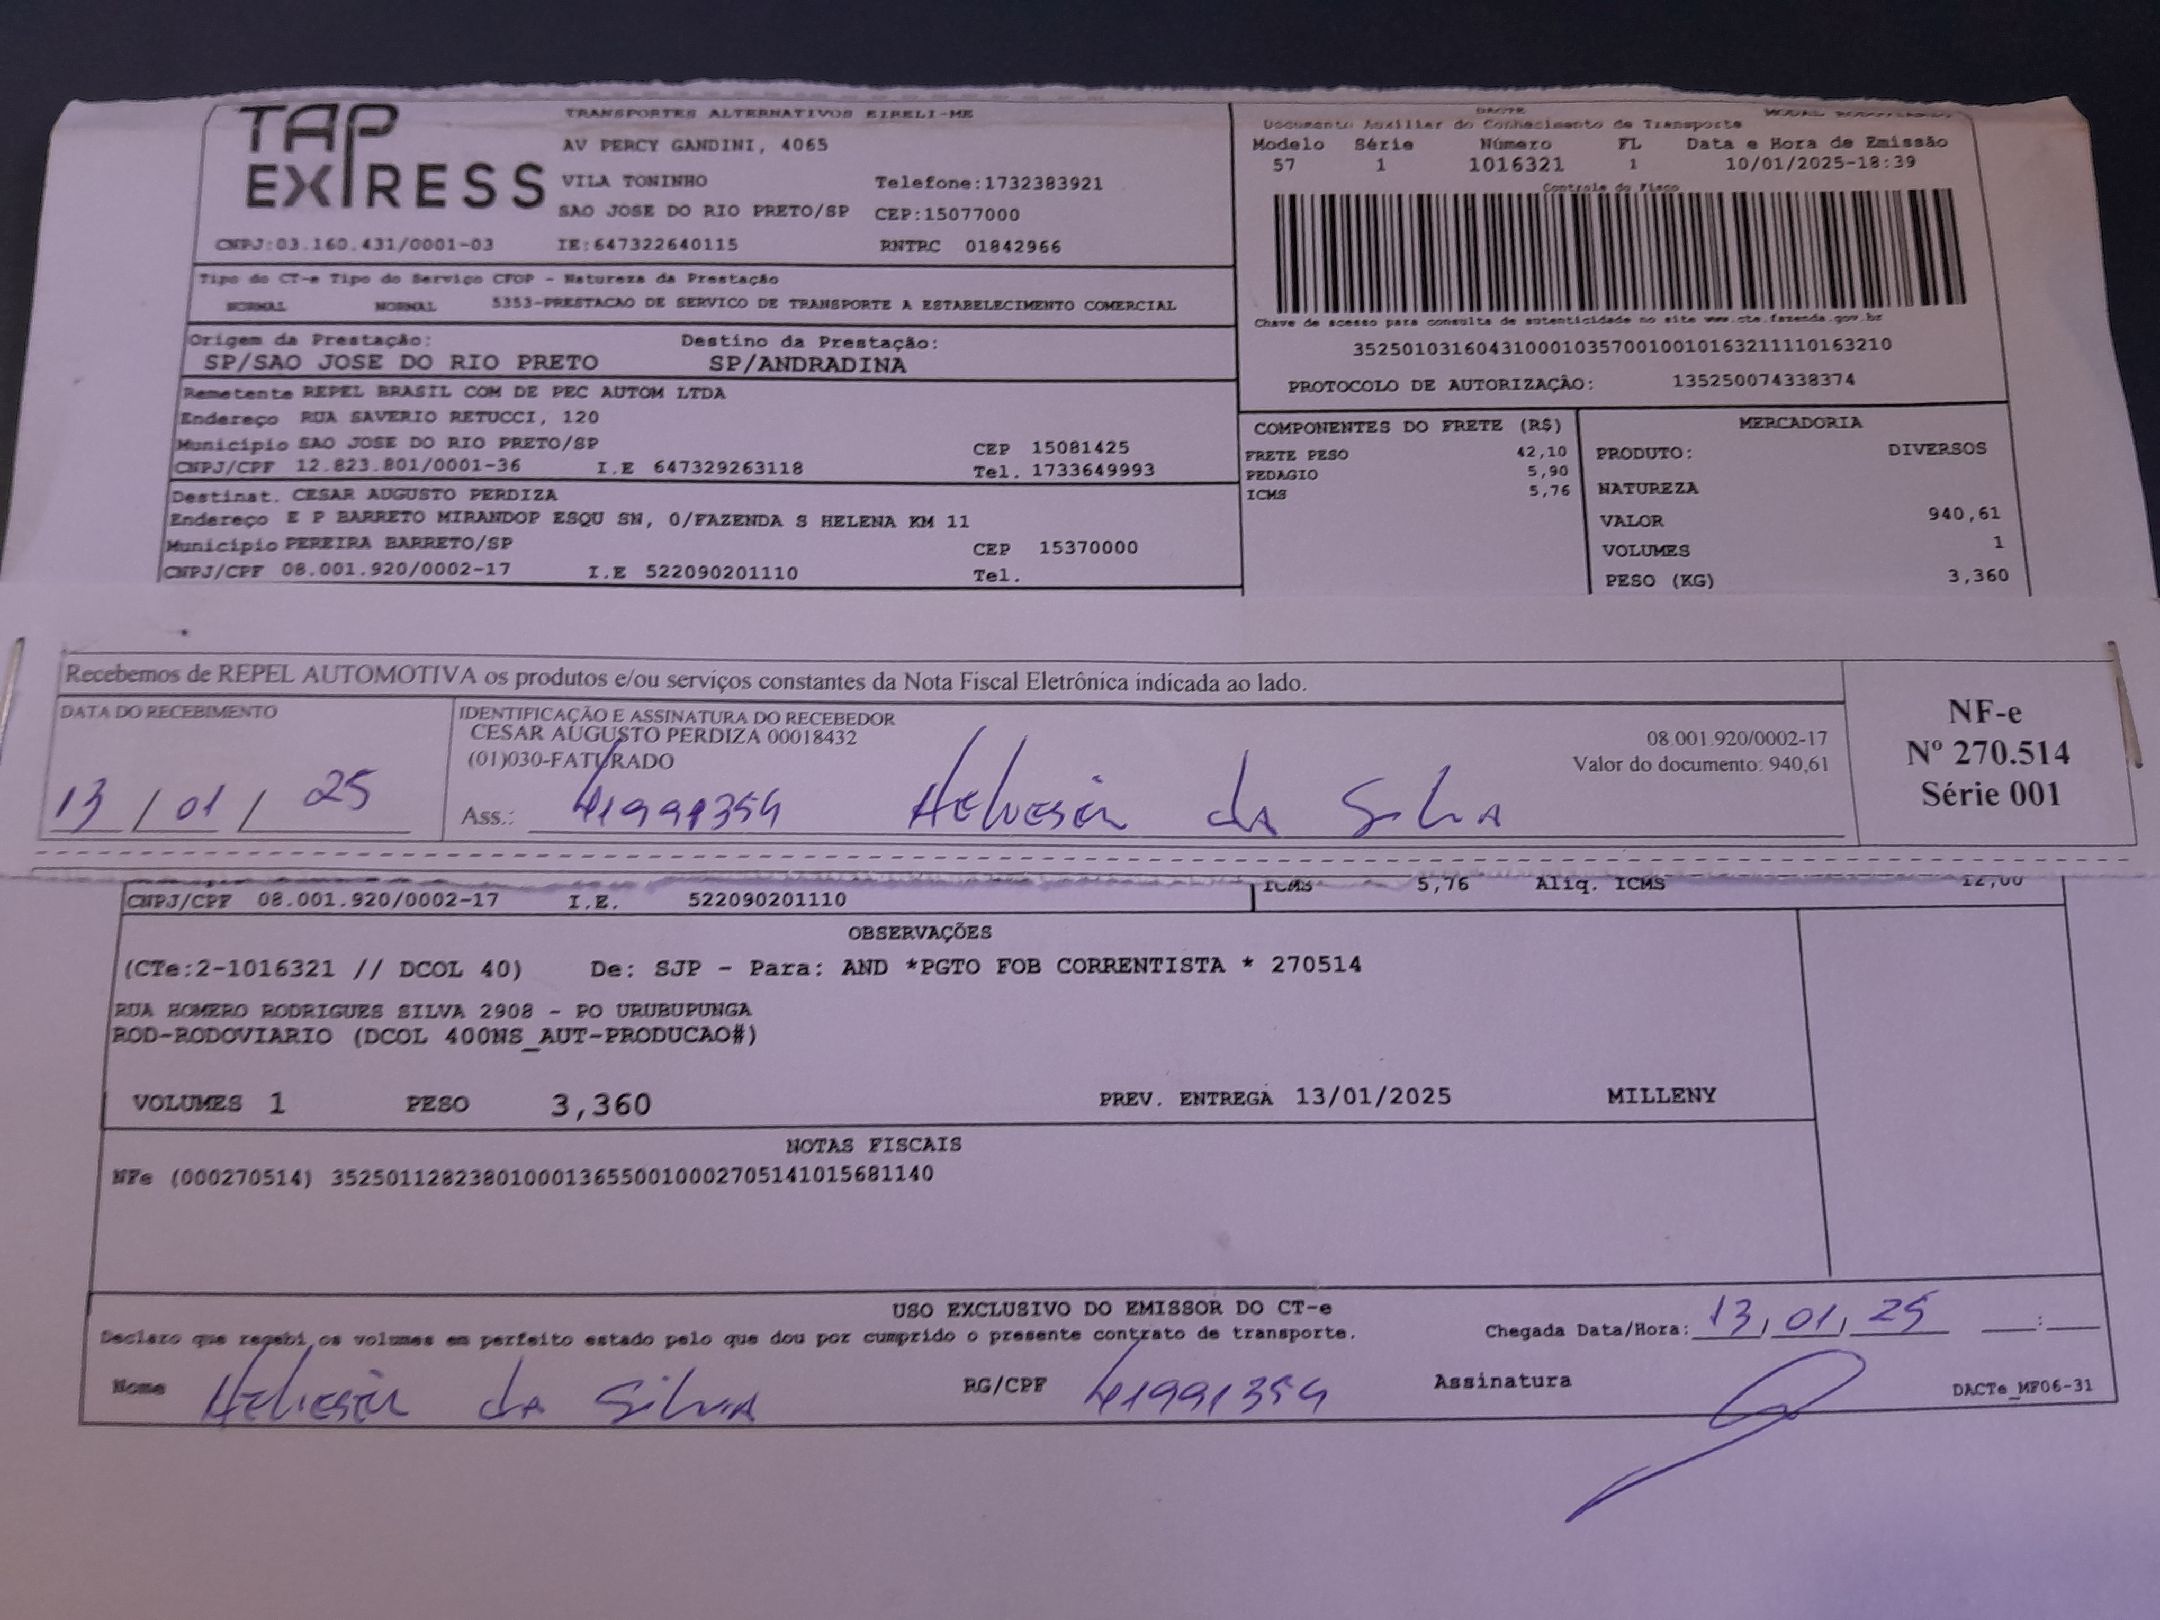 TAP EXPRESS
TRANSPORTES ALTERNATIVOS EIRELI-ME
AV PERCY GANDINI, 4065
VILA TONINHO Telefone:1732383921
SAO JOSE DO RIO PRETO/SP CEP:15077000
CNPJ:03.160.431/0001-03 IE:647322640115 RNTRC 01842966
Tipo do CT-e Tipo do Serviço CFOP - Natureza da Prestação
NORMAL NORMAL 5353-PRESTACAO DE SERVICO DE TRANSPORTE A ESTABELECIMENTO COMERCIAL
Origem da Prestação: Destino da Prestação:
SP/SAO JOSE DO RIO PRETO SP/ANDRADINA
Remetente REPEL BRASIL COM DE PEC AUTOM LTDA
Endereço RUA SAVERIO RETUCCI, 120
Município SAO JOSE DO RIO PRETO/SP CEP 15081425
CNPJ/CPF 12.823.801/0001-36 I.E 647329263118 Tel. 1733649993
Destinat. CESAR AUGUSTO PERDIZA
Endereço E P BARRETO MIRANDOP ESQU SN, 0/FAZENDA S HELENA KM 11
Município PEREIRA BARRETO/SP CEP 15370000
CNPJ/CPF 08.001.920/0002-17 I.E 522090201110 Tel.
DACTE MODAL RODOVIARIO
Documento Auxiliar do Conhecimento de Transporte
Modelo Série Número FL Data e Hora de Emissão
57 1 1016321 1 10/01/2025-18:39
Controle do Fisco
Chave de acesso para consulta de autenticidade no site www.cte.fazenda.gov.br
35250103160431000103570010010163211110163210
PROTOCOLO DE AUTORIZAÇÃO: 135250074338374
COMPONENTES DO FRETE (R$)
FRETE PESO 42,10
PEDAGIO 5,90
ICMS 5,76
MERCADORIA
PRODUTO: DIVERSOS
NATUREZA
VALOR 940,61
VOLUMES 1
PESO (KG) 3,360
Recebemos de REPEL AUTOMOTIVA os produtos e/ou serviços constantes da Nota Fiscal Eletrônica indicada ao lado.
DATA DO RECEBIMENTO
13 / 01 / 25
IDENTIFICAÇÃO E ASSINATURA DO RECEBEDOR
CESAR AUGUSTO PERDIZA 00018432 08.001.920/0002-17
(01)030-FATURADO Valor do documento: 940,61
Ass.: 41991354 da Silva
NF-e
Nº 270.514
Série 001
CNPJ/CPF 08.001.920/0002-17 I.E. 522090201110
ICMS 5,76 Aliq. ICMS 12,00
OBSERVAÇÕES
(CTe:2-1016321 // DCOL 40) De: SJP - Para: AND *PGTO FOB CORRENTISTA * 270514
RUA HOMERO RODRIGUES SILVA 2908 - PO URUBUPUNGA
ROD-RODOVIARIO (DCOL 400NS_AUT-PRODUCAO#)
VOLUMES 1 PESO 3,360 PREV. ENTREGA 13/01/2025 MILLENY
NOTAS FISCAIS
NFe (000270514) 35250112823801000136550010002705141015681140
USO EXCLUSIVO DO EMISSOR DO CT-e
Declaro que recebi os volumes em perfeito estado pelo que dou por cumprido o presente contrato de transporte.
Chegada Data/Hora: 13/01/25 __:__
Nome da Silva RG/CPF 41991354 Assinatura
DACTe_MF06-31